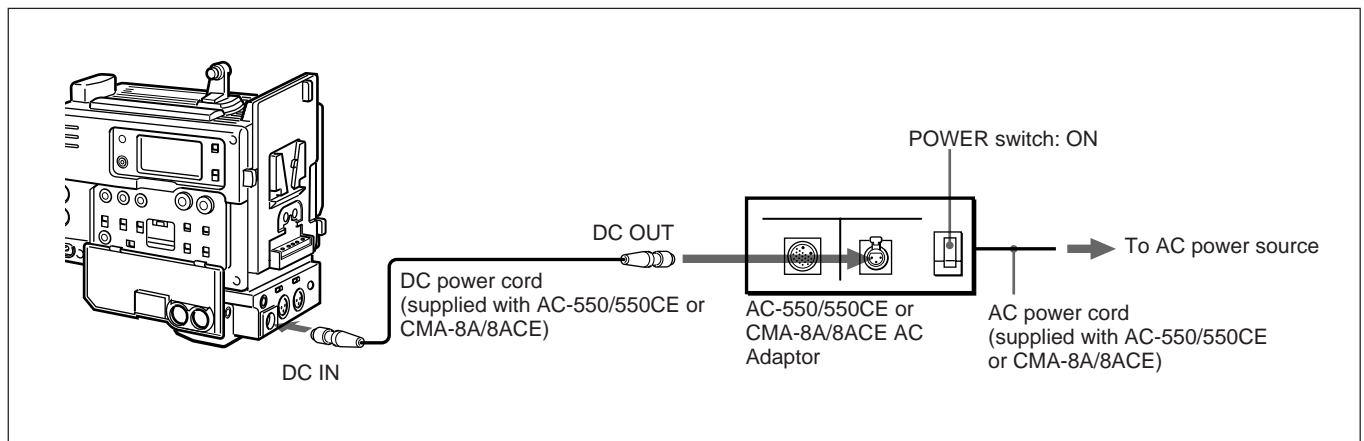 POWER switch: ON
DC OUT
To AC power source
DC power cord
(supplied with AC-550/550CE or
CMA-8A/8ACE)
AC-550/550CE or
CMA-8A/8ACE AC
Adaptor
AC power cord
(supplied with AC-550/550CE
or CMA-8A/8ACE)
DC IN